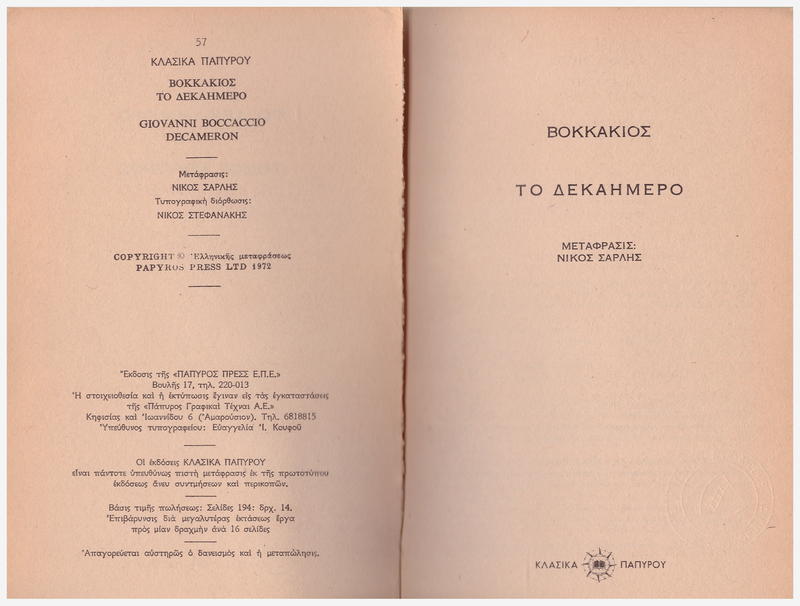 57
ΚΛΑΣΙΚΑ ΠΑΠΥΡΟΥ
ΒΟΚΚΑΚΙΟΣ
ΤΟ ΔΕΚΑΗΜΕΡΟ
GIOVANNI BOCCACCIO
DECAMERON
Μετάφρασις:
ΝΙΚΟΣ ΣΑΡΛΗΣ
Τυπογραφικὴ διόρθωσις:
ΝΙΚΟΣ ΣΤΕΦΑΝΑΚΗΣ
COPYRIGHT © Ἑλληνικῆς μεταφράσεως
PAPYROS PRESS LTD 1972
Ἔκδοσις τῆς «ΠΑΠΥΡΟΣ ΠΡΕΣΣ Ε.Π.Ε.»
Βουλῆς 17, τηλ. 220-013
Ἡ στοιχειοθεσία καὶ ἡ ἐκτύπωσις ἔγιναν εἰς τὰς ἐγκαταστάσεις
τῆς «Πάπυρος Γραφικαὶ Τέχναι Α.Ε.»
Κηφισίας καὶ Ἰωαννίδου 6 (Ἀμαρούσιον). Τηλ. 6818815
Ὑπεύθυνος τυπογραφείου: Εὐαγγελία Ἰ. Κουφοῦ
Οἱ ἐκδόσεις ΚΛΑΣΙΚΑ ΠΑΠΥΡΟΥ
εἶναι πάντοτε ὑπευθύνως πιστὴ μετάφρασις ἐκ τῆς πρωτοτύπου
ἐκδόσεως ἄνευ συντμήσεων καὶ περικοπῶν.
Βάσις τιμῆς πωλήσεως: Σελίδες 194: δρχ. 14.
Ἐπιβάρυνσις διὰ μεγαλυτέρας ἐκτάσεως ἔργα
πρὸς μίαν δραχμὴν ἀνὰ 16 σελίδες
Ἀπαγορεύεται αὐστηρῶς ὁ δανεισμὸς καὶ ἡ μεταπώλησις.
ΒΟΚΚΑΚΙΟΣ
ΤΟ ΔΕΚΑΗΜΕΡΟ
ΜΕΤΑΦΡΑΣΙΣ:
ΝΙΚΟΣ ΣΑΡΛΗΣ
ΚΛΑΣΙΚΑ ΠΑΠΥΡΟΥ